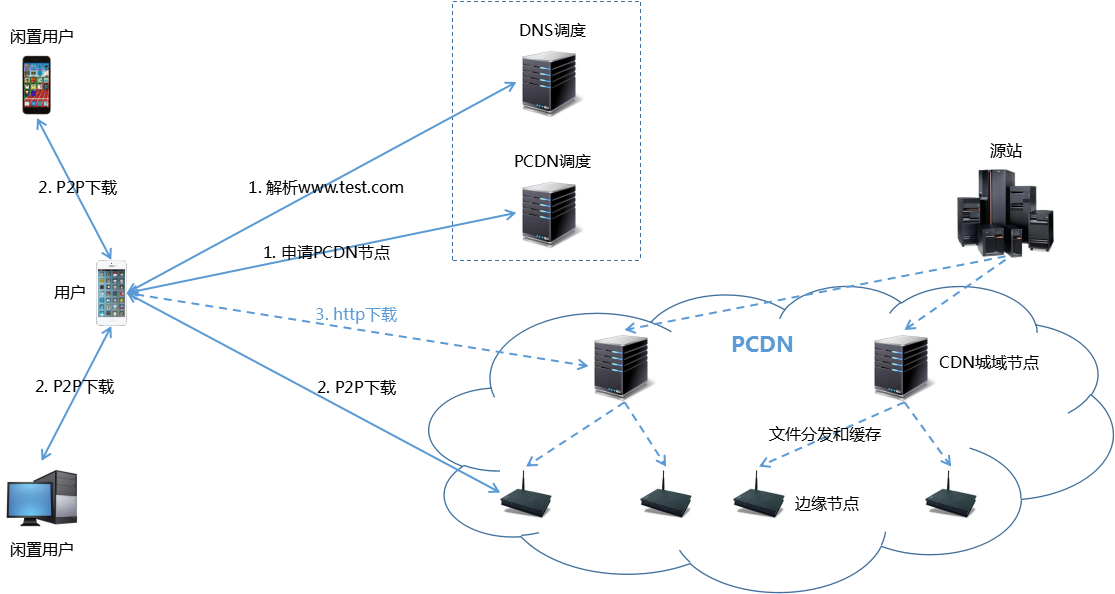 闲置用户
DNS调度
PCDN调度
源站
2. P2P下载
1. 解析www.test.com
1. 申请PCDN节点
用户
3. http下载
PCDN
CDN城域节点
2. P2P下载
2. P2P下载
文件分发和缓存
边缘节点
闲置用户